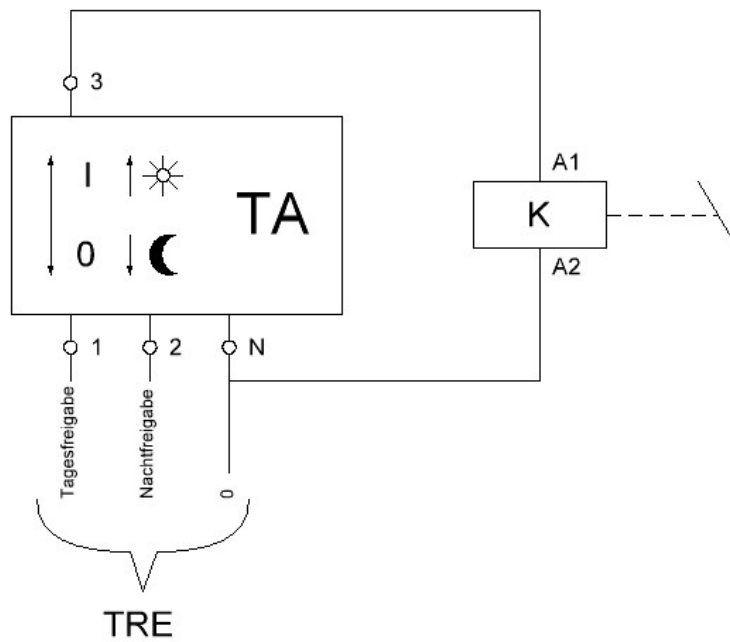 3
I
TA
0
A1
K
A2
1
2
N
Tagesfreigabe
Nachtfreigabe
0
TRE